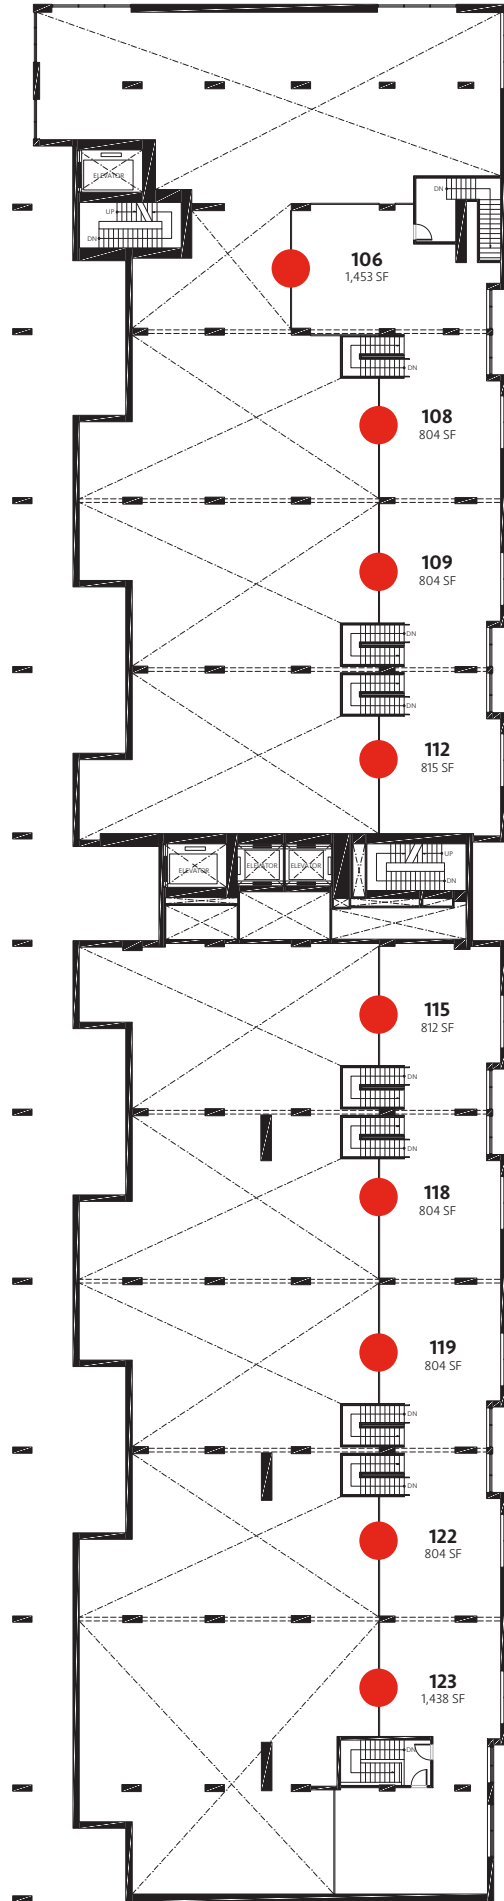 ELEVATOR
DN
UP
DN
106
1,453 SF
DN
108
804 SF
109
804 SF
DN
DN
112
815 SF
ELEVATOR
ELEVATOR
ELEVATOR
UP
DN
115
812 SF
DN
DN
118
804 SF
119
804 SF
DN
DN
122
804 SF
123
1,438 SF
DN